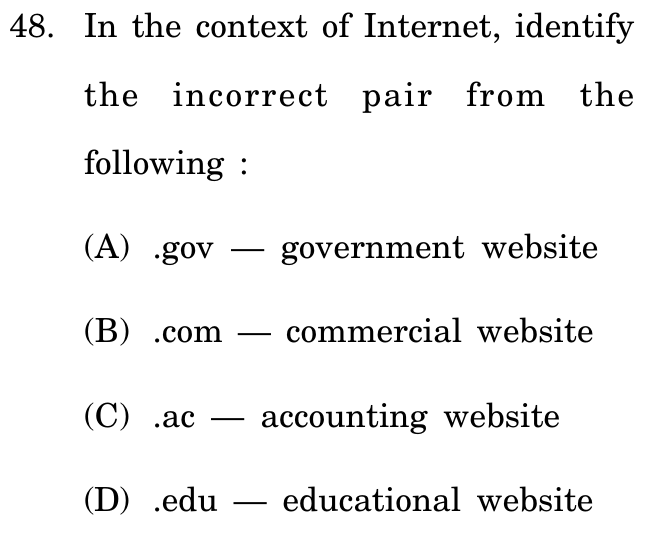 48. In the context of Internet, identify
the incorrect pair from the
following :
(A) .gov — government website
(B) .com — commercial website
(C) .ac — accounting website
(D) .edu — educational website